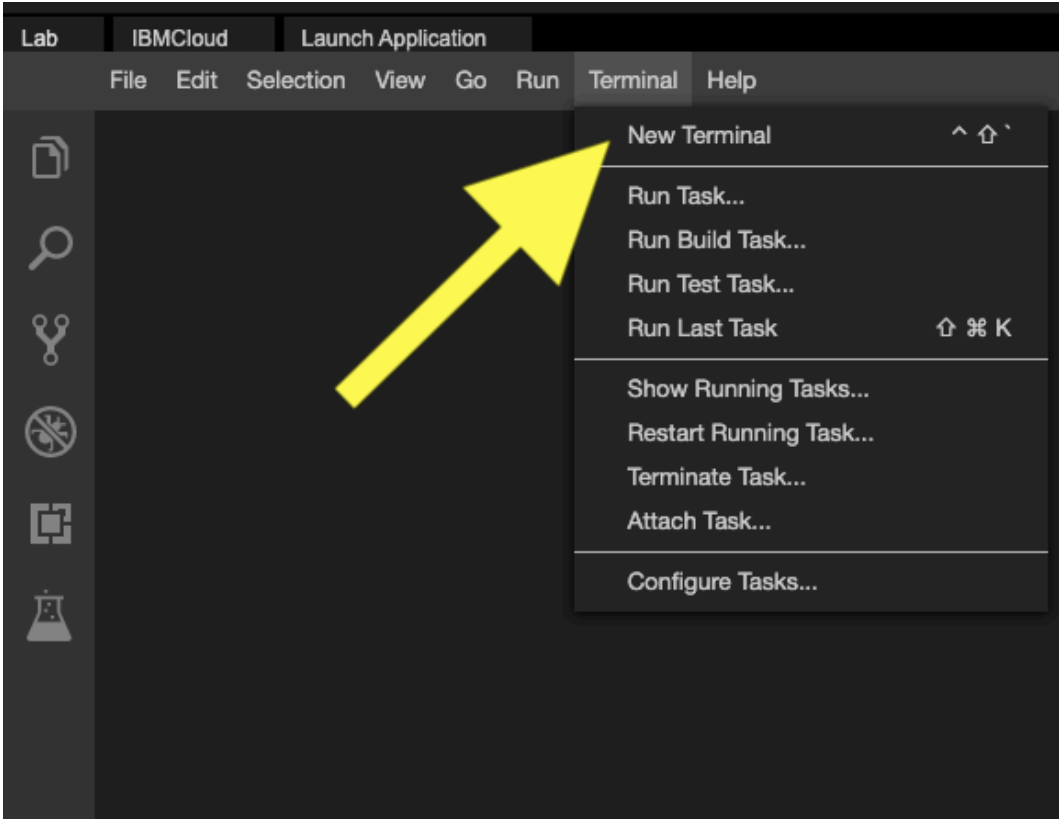 Lab IBMCloud Launch Application
File Edit Selection View Go Run Terminal Help
New Terminal ^ ⇧ `
Run Task...
Run Build Task...
Run Test Task...
Run Last Task ⇧ ⌘ K
Show Running Tasks...
Restart Running Task...
Terminate Task...
Attach Task...
Configure Tasks...